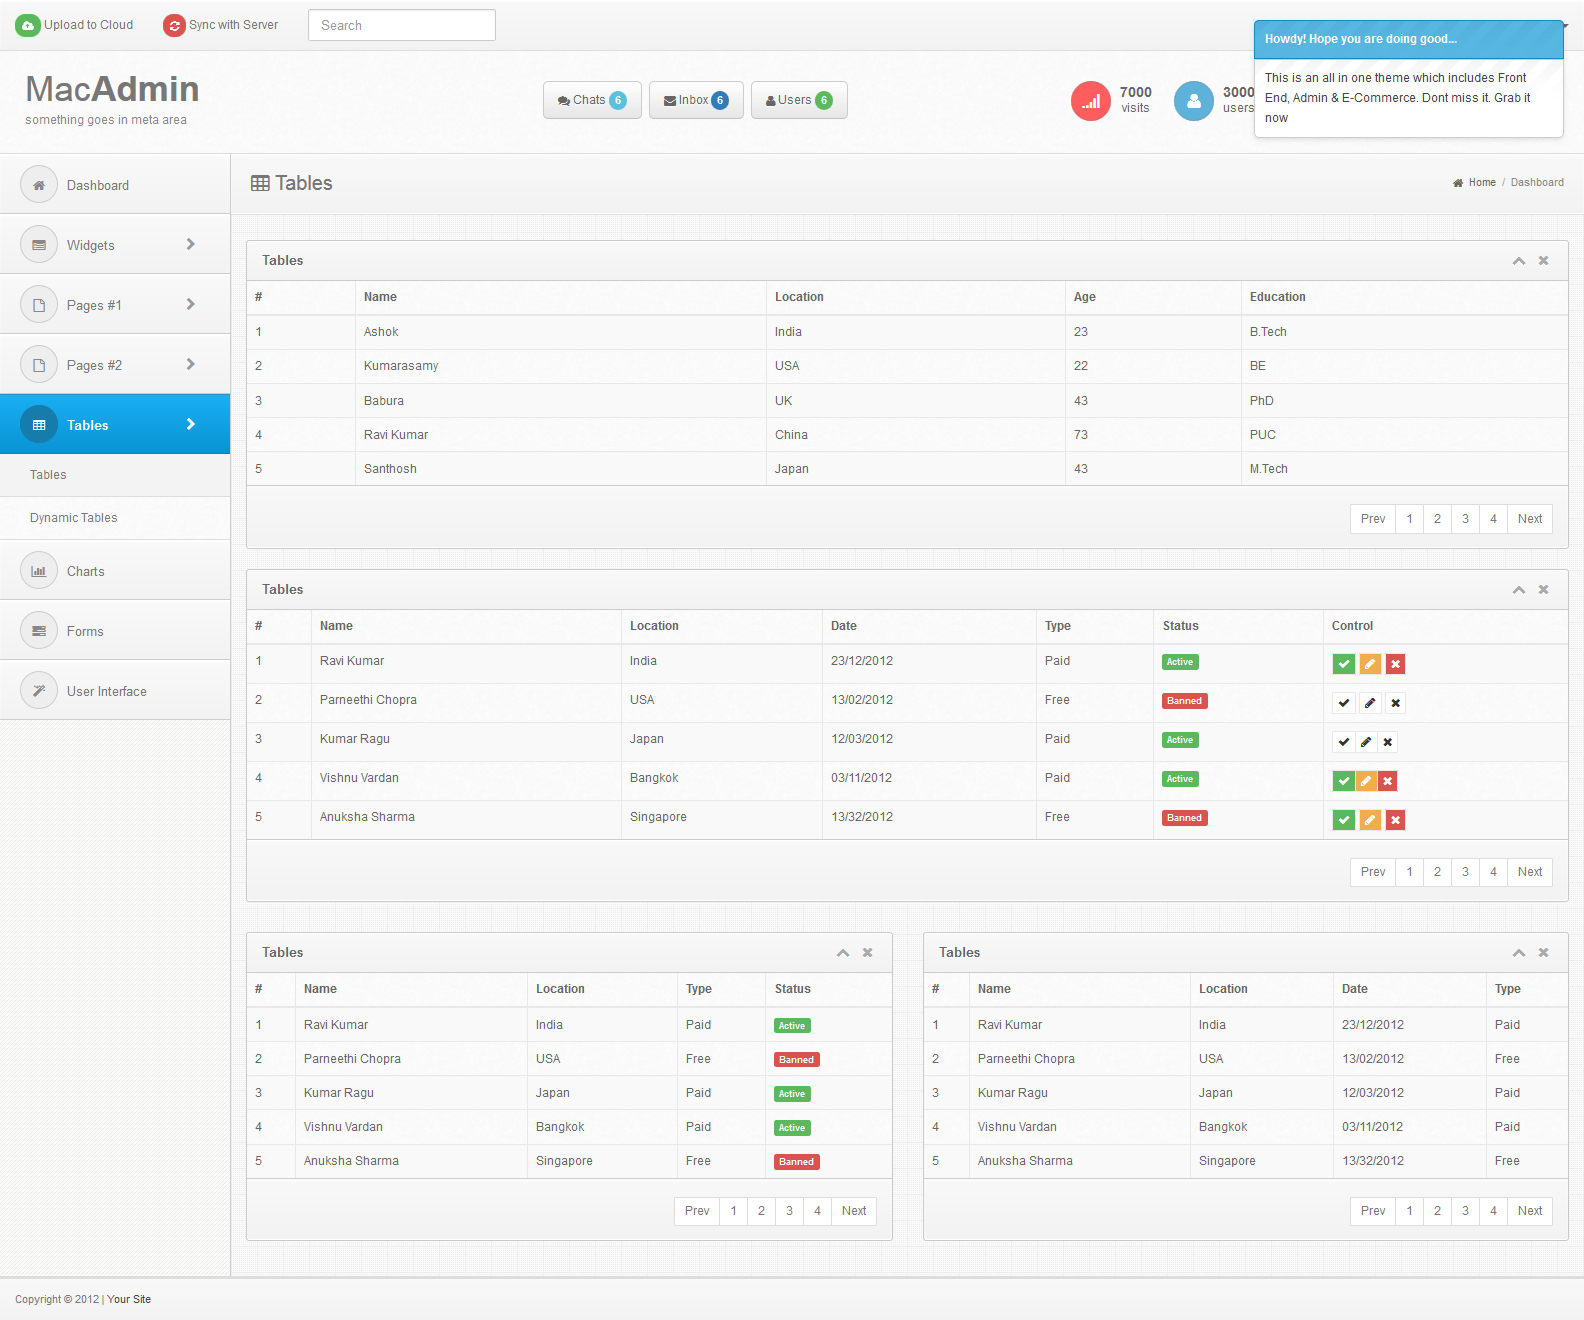 Upload to Cloud Sync with Server Search
Howdy! Hope you are doing good...
This is an all in one theme which includes Front
End, Admin & E-Commerce. Dont miss it. Grab it
now
MacAdmin
something goes in meta area
Chats 6 Inbox 6 Users 6
7000
visits
3000
users
Dashboard
Widgets
Pages #1
Pages #2
Tables
Tables
Dynamic Tables
Charts
Forms
User Interface
Tables
Home / Dashboard
Tables
# Name Location Age Education
1 Ashok India 23 B.Tech
2 Kumarasamy USA 22 BE
3 Babura UK 43 PhD
4 Ravi Kumar China 73 PUC
5 Santhosh Japan 43 M.Tech
Prev 1 2 3 4 Next
Tables
# Name Location Date Type Status Control
1 Ravi Kumar India 23/12/2012 Paid Active
2 Parneethi Chopra USA 13/02/2012 Free Banned
3 Kumar Ragu Japan 12/03/2012 Paid Active
4 Vishnu Vardan Bangkok 03/11/2012 Paid Active
5 Anuksha Sharma Singapore 13/32/2012 Free Banned
Prev 1 2 3 4 Next
Tables
# Name Location Type Status
1 Ravi Kumar India Paid Active
2 Parneethi Chopra USA Free Banned
3 Kumar Ragu Japan Paid Active
4 Vishnu Vardan Bangkok Paid Active
5 Anuksha Sharma Singapore Free Banned
Prev 1 2 3 4 Next
Tables
# Name Location Date Type
1 Ravi Kumar India 23/12/2012 Paid
2 Parneethi Chopra USA 13/02/2012 Free
3 Kumar Ragu Japan 12/03/2012 Paid
4 Vishnu Vardan Bangkok 03/11/2012 Paid
5 Anuksha Sharma Singapore 13/32/2012 Free
Prev 1 2 3 4 Next
Copyright © 2012 | Your Site